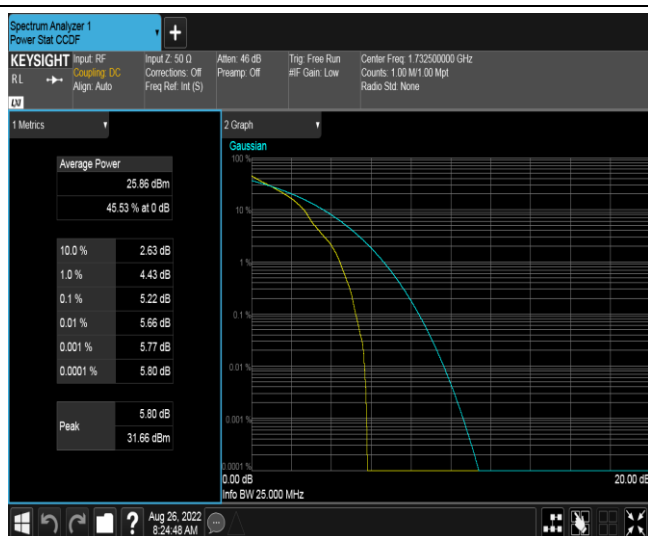 Spectrum Analyzer 1
Power Stat CCDF
+
KEYSIGHT
RL
LXI
Input: RF
Coupling: DC
Align: Auto
Input Z: 50 Ω
Corrections: Off
Freq Ref: Int (S)
Atten: 46 dB
Preamp: Off
Trig: Free Run
#IF Gain: Low
Center Freq: 1.732500000 GHz
Counts: 1.00 M/1.00 Mpt
Radio Std: None
1 Metrics
Average Power
25.86 dBm
45.53 % at 0 dB
10.0 % 2.63 dB
1.0 % 4.43 dB
0.1 % 5.22 dB
0.01 % 5.66 dB
0.001 % 5.77 dB
0.0001 % 5.80 dB
Peak
5.80 dB
31.66 dBm
2 Graph
Gaussian
100 %
10 %
1 %
0.1 %
0.01 %
0.001 %
0.0001 %
0.00 dB
20.00 dB
Info BW 25.000 MHz
?
Aug 26, 2022
8:24:48 AM